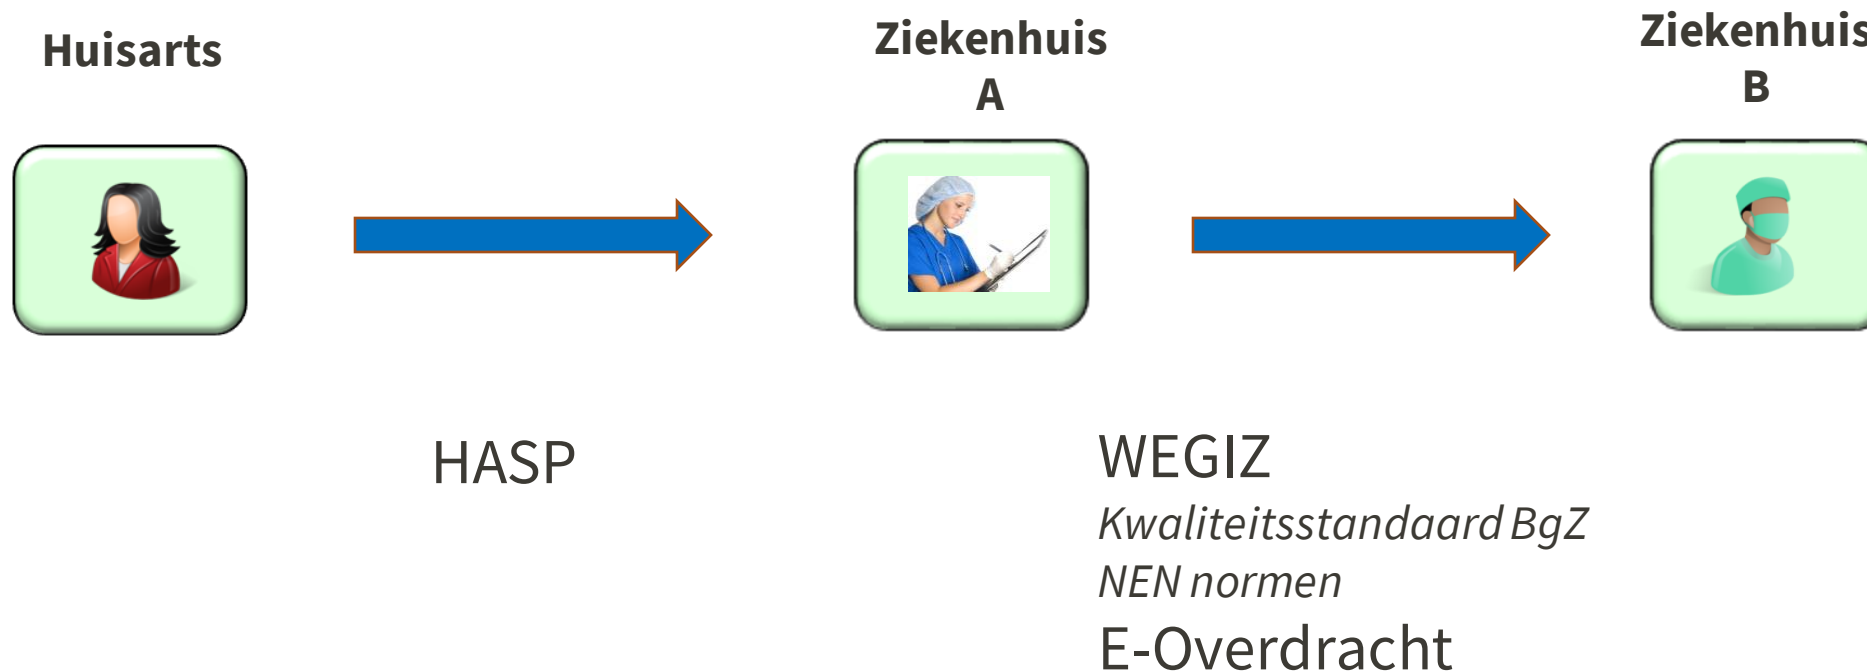 Huisarts
Ziekenhuis
A
Ziekenhuis
B
HASP
WEGIZ
Kwaliteitsstandaard BgZ
NEN normen
E-Overdracht